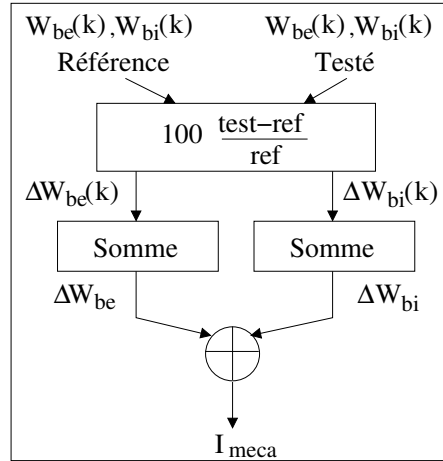 W_be(k),W_bi(k) W_be(k),W_bi(k)
Référence Testé
100 test−ref / ref
ΔW_be(k) ΔW_bi(k)
Somme Somme
ΔW_be ΔW_bi
I_meca